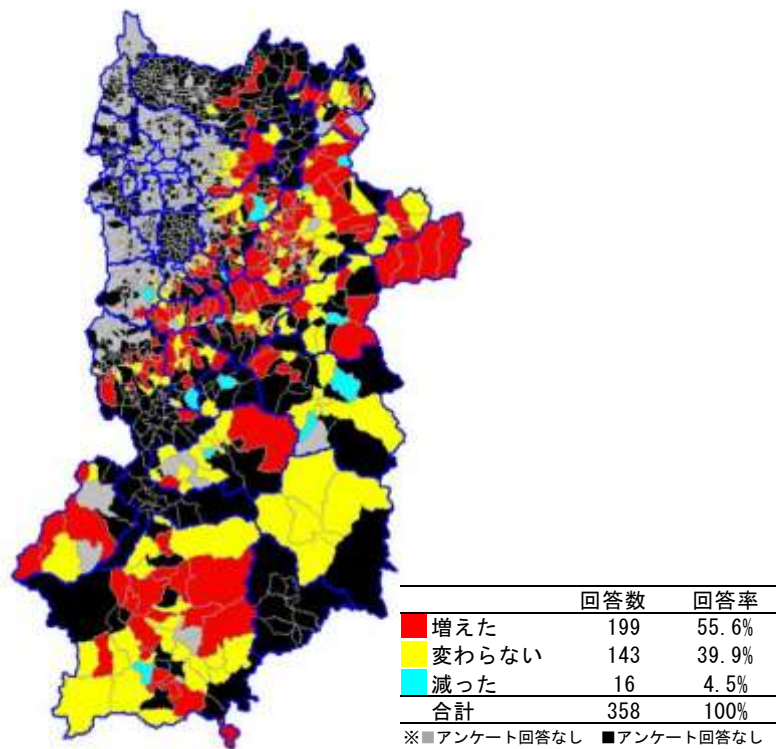 回答数 回答率
増えた 199 55.6%
変わらない 143 39.9%
減った 16 4.5%
合計 358 100%
※■アンケート回答なし ■アンケート回答なし